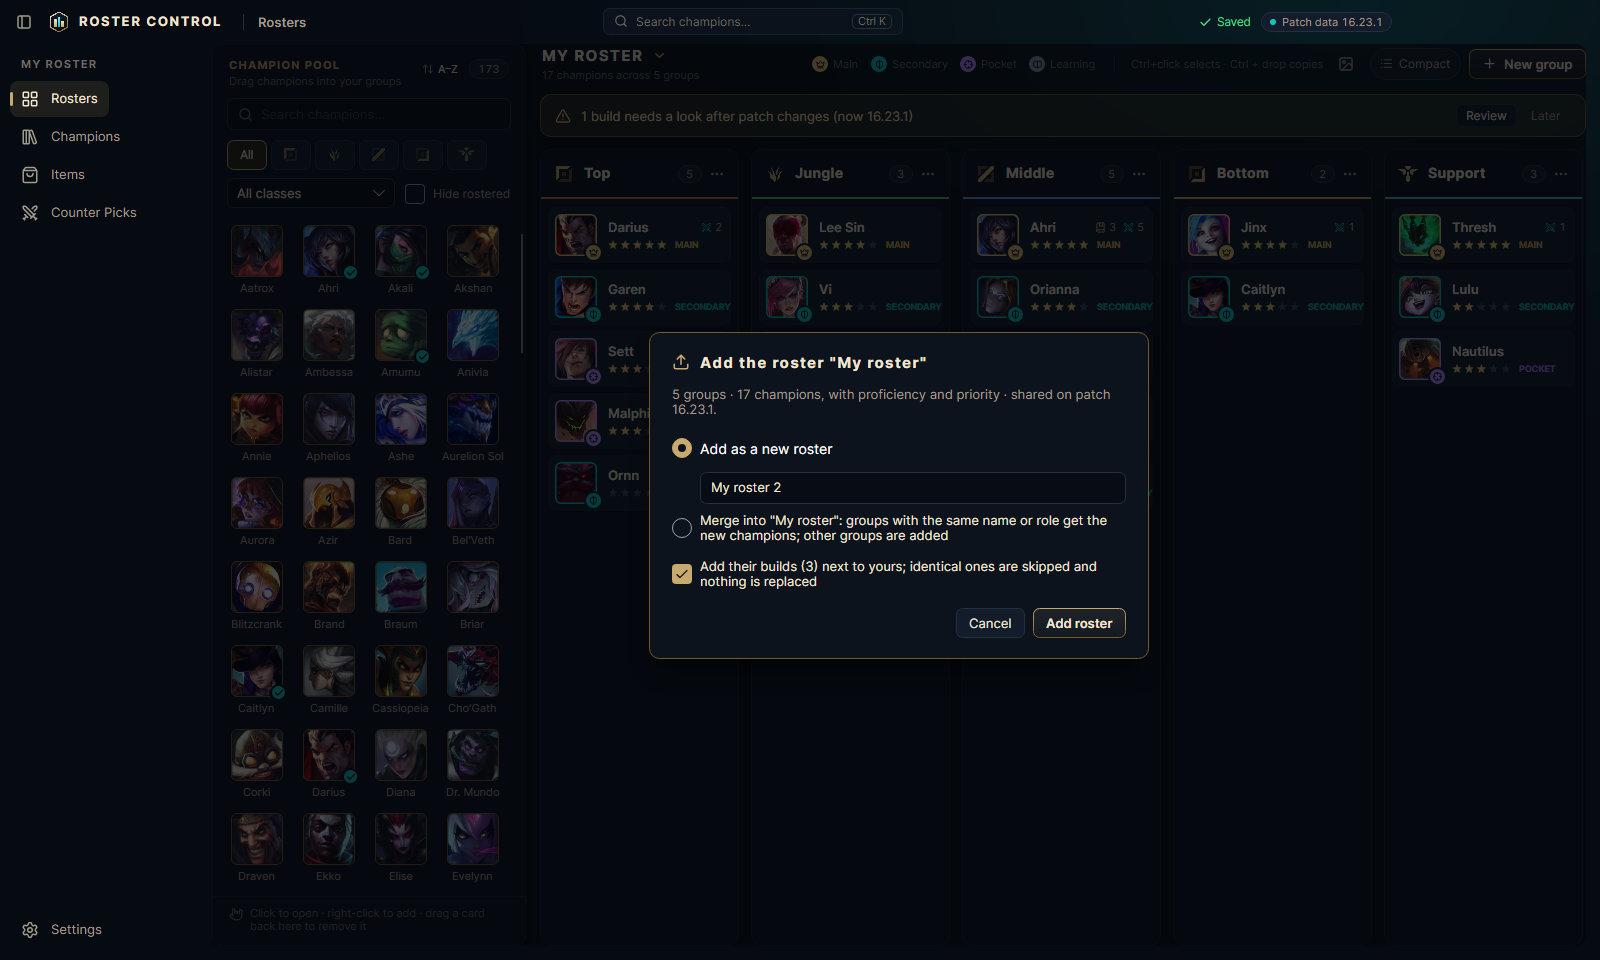 ROSTER CONTROL
Rosters
Search champions...
Ctrl K
Saved
Patch data 16.23.1
MY ROSTER
Rosters
Champions
Items
Counter Picks
Settings
CHAMPION POOL
Drag champions into your groups
A–Z
173
Search champions...
All
All classes
Hide rostered
Aatrox
Ahri
Akali
Akshan
Alistar
Ambessa
Amumu
Anivia
Annie
Aphelios
Ashe
Aurelion Sol
Aurora
Azir
Bard
Bel'Veth
Blitzcrank
Brand
Braum
Briar
Caitlyn
Camille
Cassiopeia
Cho'Gath
Corki
Darius
Diana
Dr. Mundo
Draven
Ekko
Elise
Evelynn
Click to open · right-click to add · drag a card
back here to remove it
MY ROSTER
17 champions across 5 groups
Main
Secondary
Pocket
Learning
Ctrl+click selects · Ctrl + drop copies
Compact
New group
1 build needs a look after patch changes (now 16.23.1)
Review
Later
Top
5
Darius
2
MAIN
Garen
SECONDARY
Sett
Malphi
Ornn
Jungle
3
Lee Sin
MAIN
Vi
SECONDARY
Middle
5
Ahri
3
5
MAIN
Orianna
SECONDARY
Bottom
2
Jinx
1
MAIN
Caitlyn
SECONDARY
Support
3
Thresh
1
MAIN
Lulu
SECONDARY
Nautilus
POCKET
Add the roster "My roster"
5 groups · 17 champions, with proficiency and priority · shared on patch
16.23.1.
Add as a new roster
My roster 2
Merge into "My roster": groups with the same name or role get the
new champions; other groups are added
Add their builds (3) next to yours; identical ones are skipped and
nothing is replaced
Cancel
Add roster